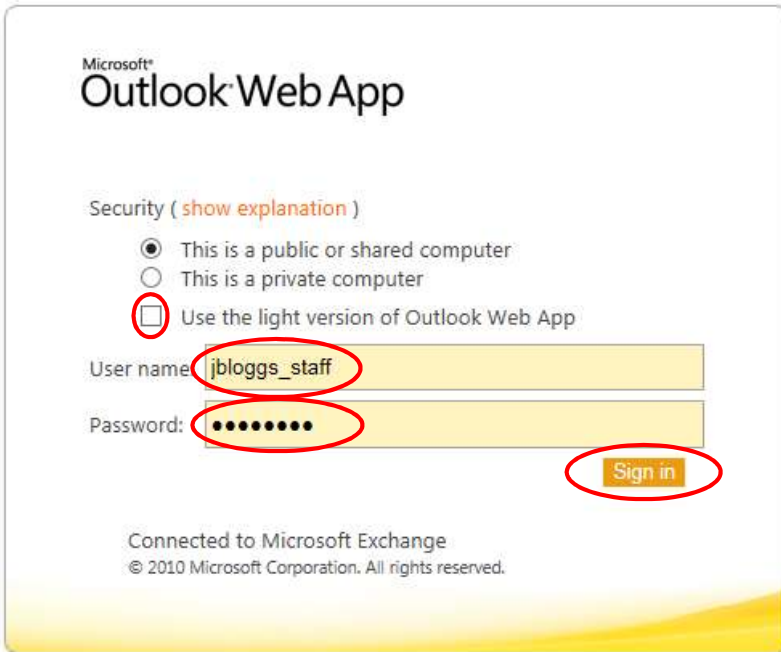 Microsoft®
Outlook Web App
Security ( show explanation )
This is a public or shared computer
This is a private computer
Use the light version of Outlook Web App
User name: jbloggs_staff
Password: ●●●●●●●●
Sign in
Connected to Microsoft Exchange
© 2010 Microsoft Corporation. All rights reserved.